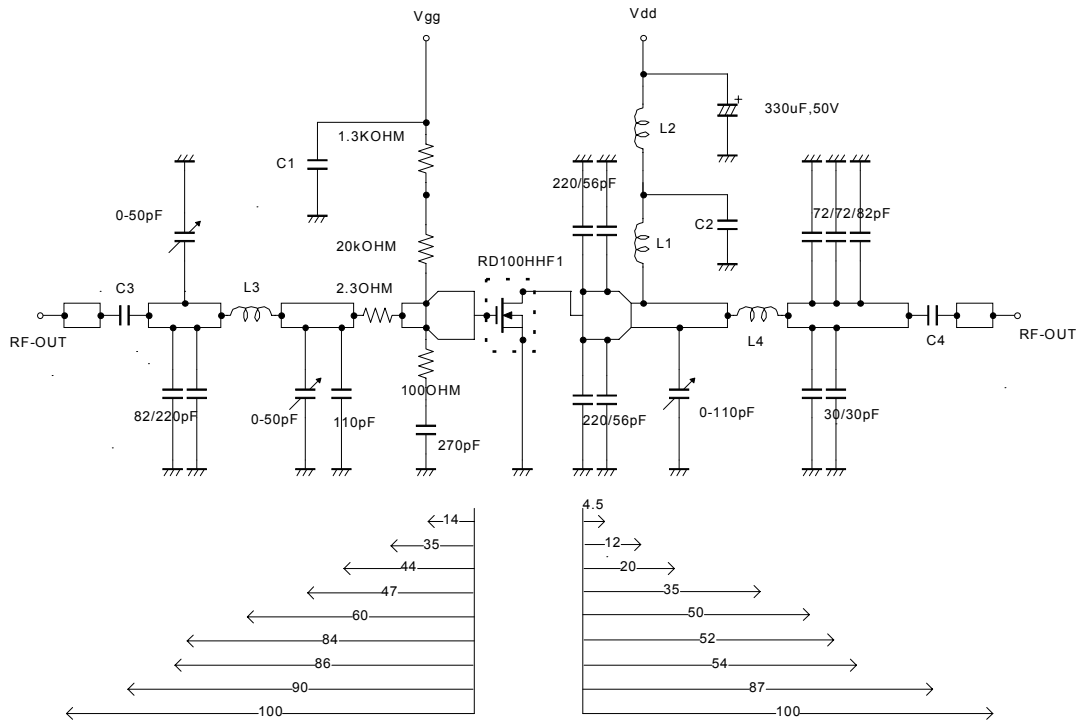 Vgg
Vdd
330uF,50V
L2
1.3KOHM
C1
220/56pF
0-50pF
72/72/82pF
C2
L1
20kOHM
RD100HHF1
C3
L3
2.3OHM
RF-OUT
L4
C4
RF-OUT
100OHM
82/220pF
0-50pF
110pF
220/56pF
0-110pF
30/30pF
270pF
4.5
14
35
12
44
20
47
35
60
50
84
52
86
54
90
87
100
100